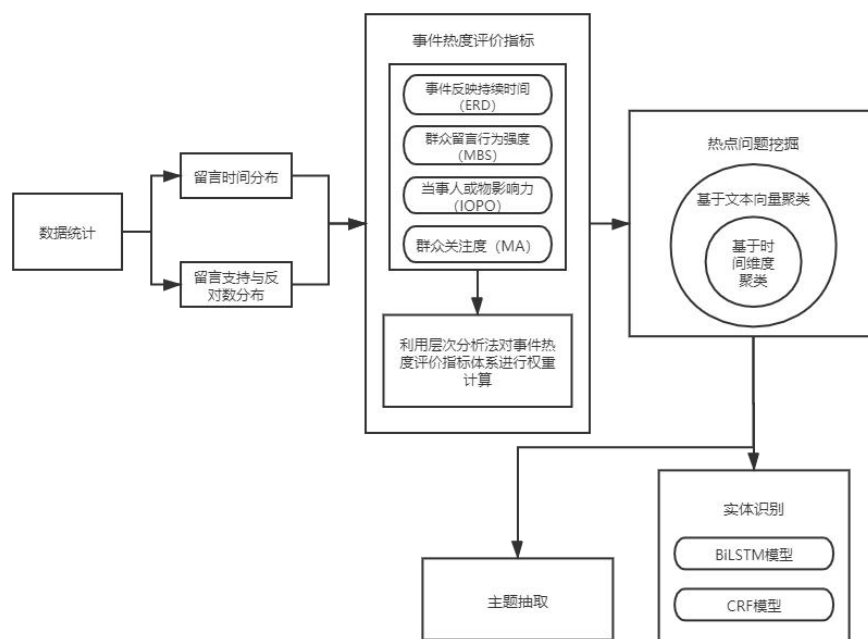 数据统计
留言时间分布
留言支持与反
对数分布
事件热度评价指标
事件反映持续时间
(ERD)
群众留言行为强度
(MBS)
当事人或物影响力
(IOPO)
群众关注度（MA）
利用层次分析法对事件热
度评价指标体系进行权重
计算
热点问题挖掘
基于文本向量聚类
基于时
间维度
聚类
主题抽取
实体识别
BiLSTM模型
CRF模型